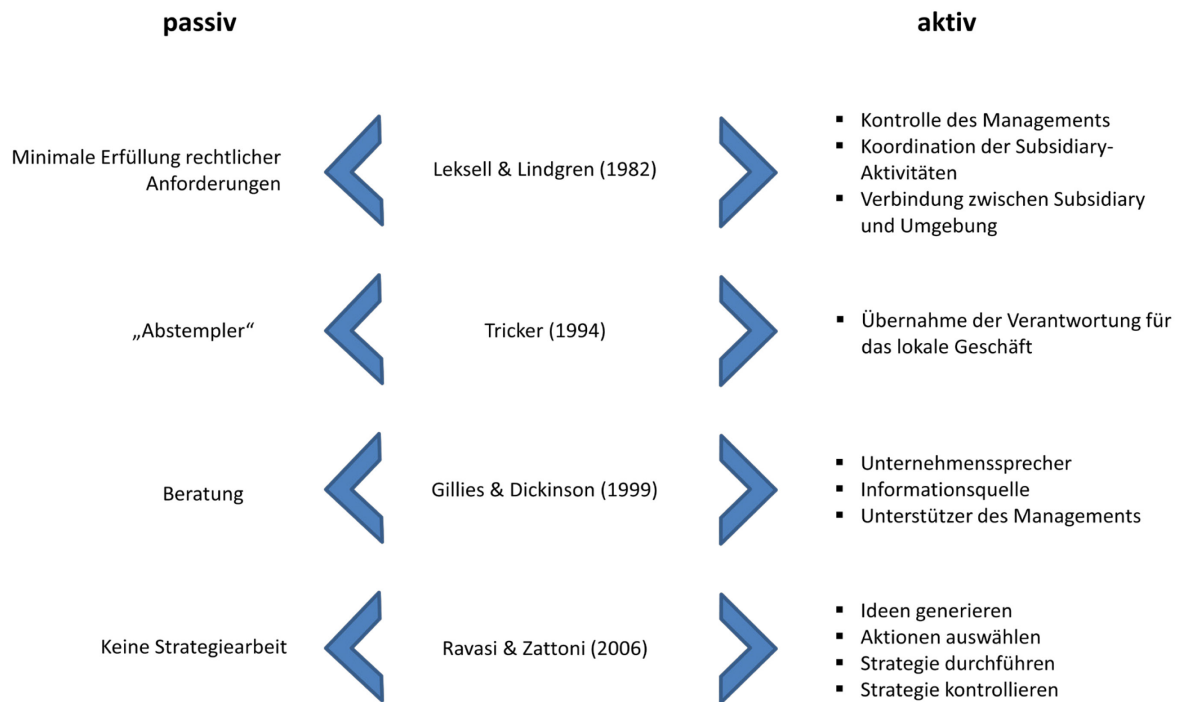 passiv
aktiv
Minimale Erfüllung rechtlicher
Anforderungen
Leksell & Lindgren (1982)
▪ Kontrolle des Managements
▪ Koordination der Subsidiary-
Aktivitäten
▪ Verbindung zwischen Subsidiary
und Umgebung
„Abstempler“
Tricker (1994)
▪ Übernahme der Verantwortung für
das lokale Geschäft
Beratung
Gillies & Dickinson (1999)
▪ Unternehmenssprecher
▪ Informationsquelle
▪ Unterstützer des Managements
Keine Strategiearbeit
Ravasi & Zattoni (2006)
▪ Ideen generieren
▪ Aktionen auswählen
▪ Strategie durchführen
▪ Strategie kontrollieren